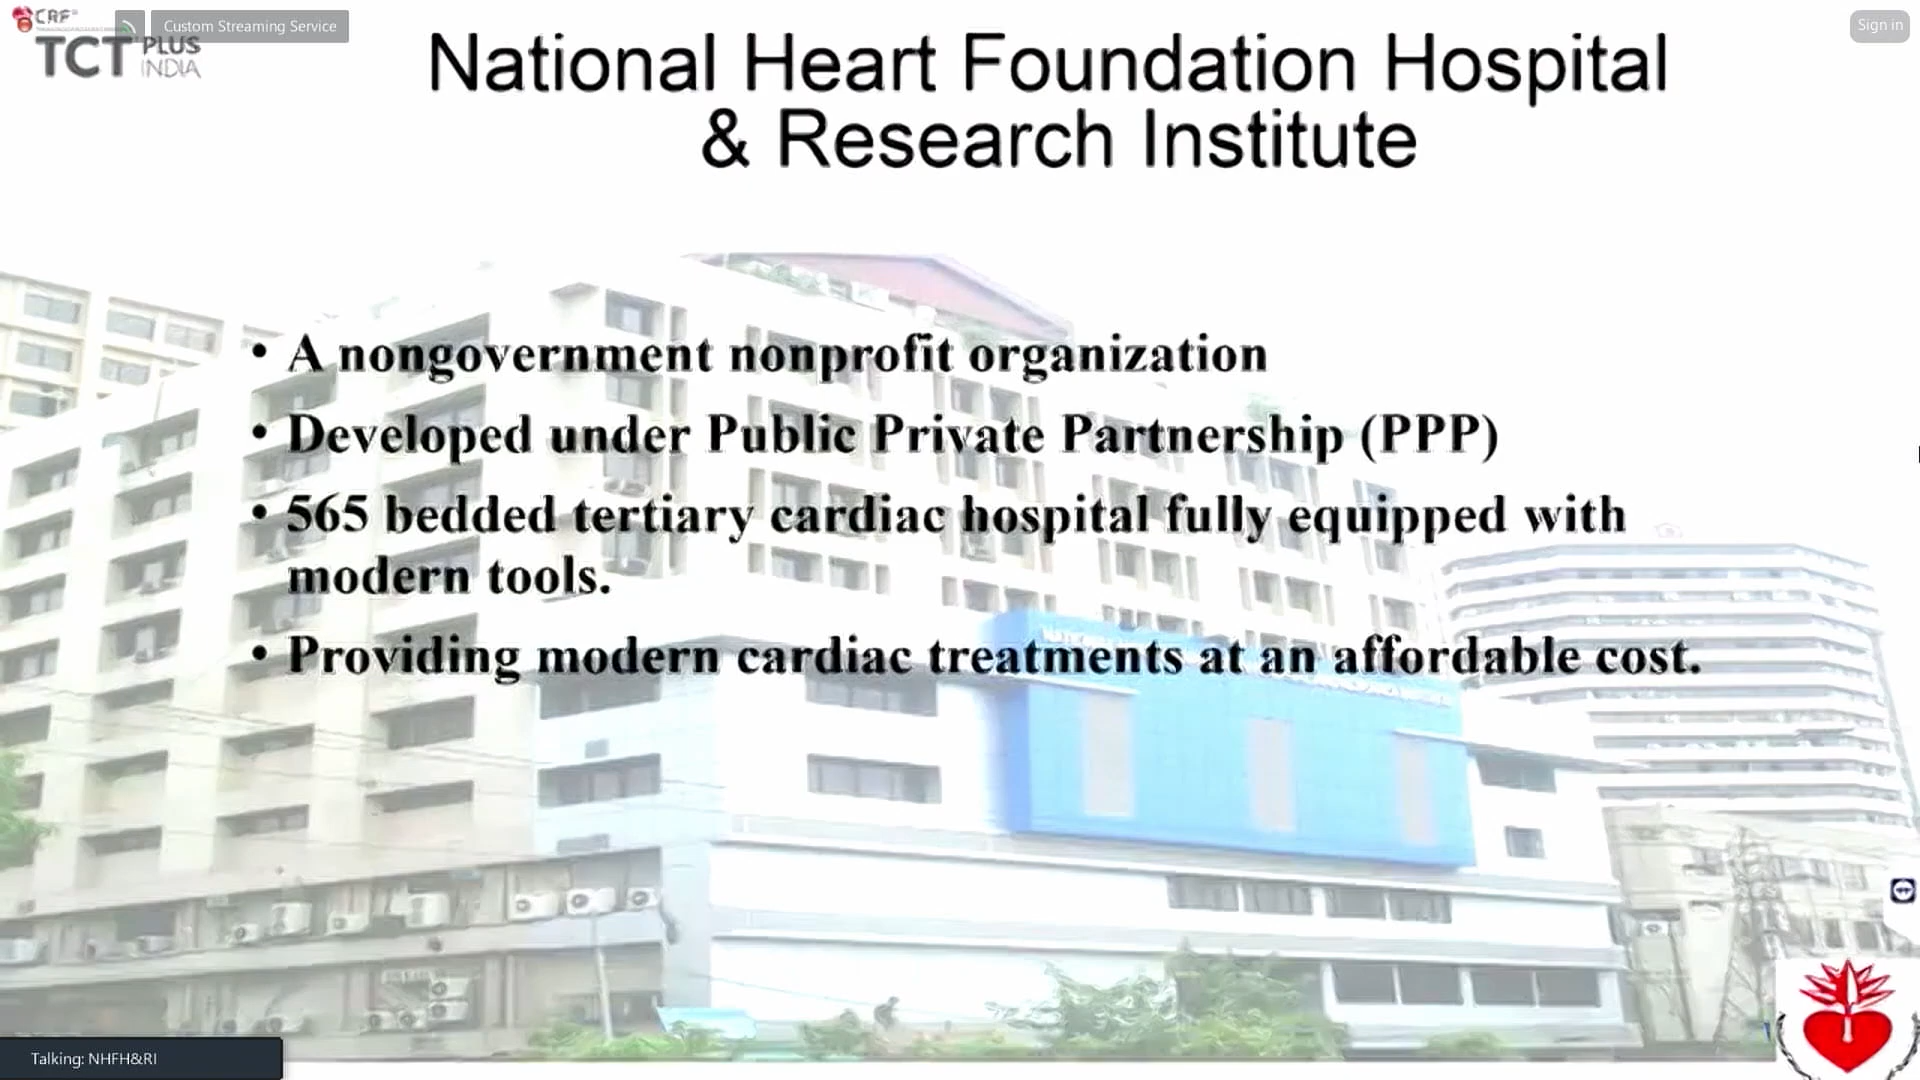 CRF
Custom Streaming Service
Sign in
TCT PLUS
INDIA
National Heart Foundation Hospital
& Research Institute
• A nongovernment nonprofit organization
• Developed under Public Private Partnership (PPP)
• 565 bedded tertiary cardiac hospital fully equipped with
modern tools.
• Providing modern cardiac treatments at an affordable cost.
Talking: NHFH&RI